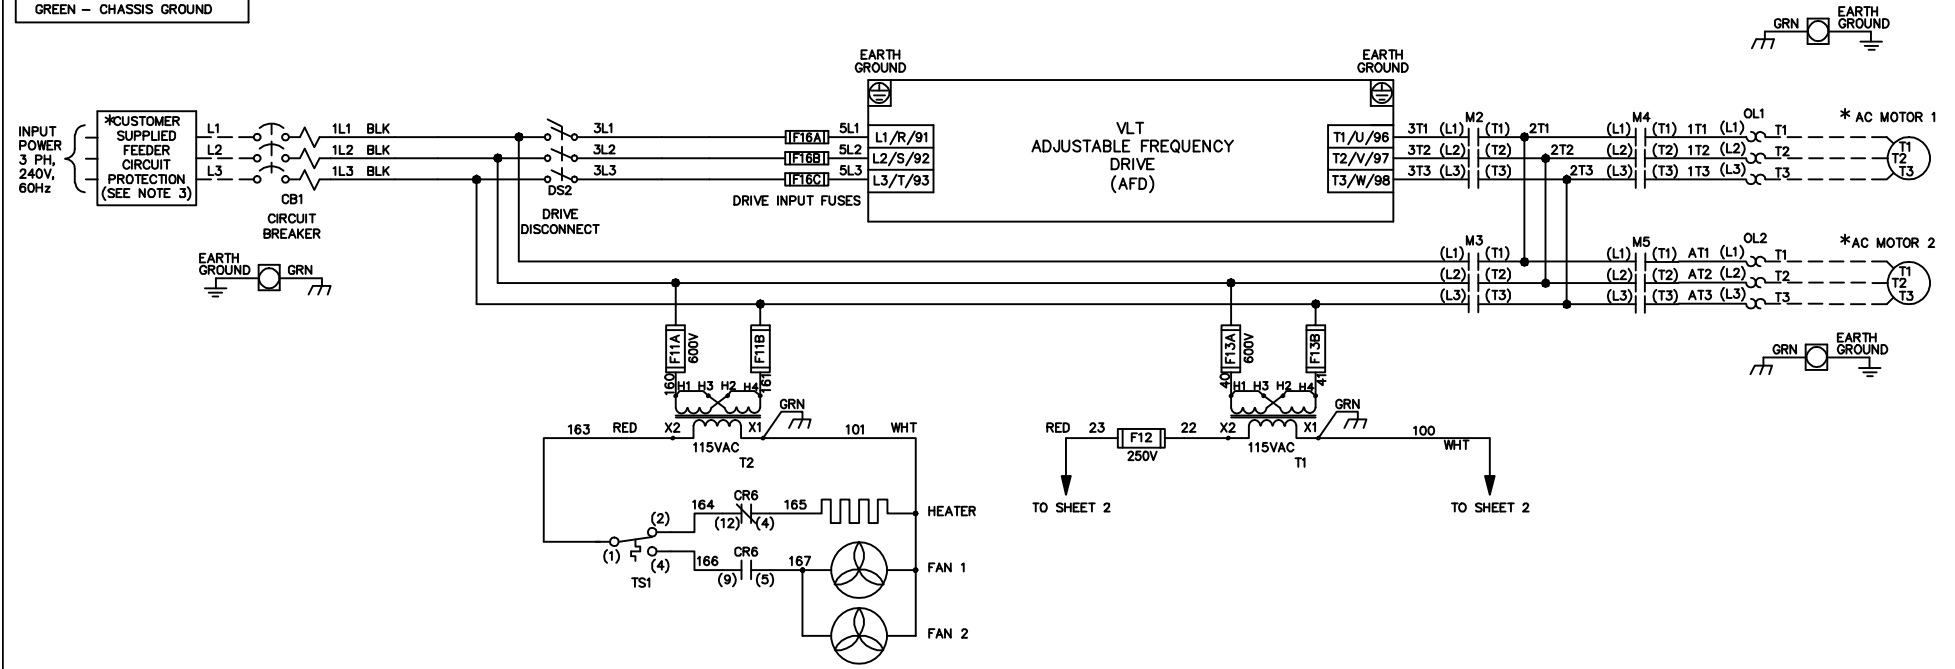 GREEN – CHASSIS GROUND
EARTH
GROUND
GRN
EARTH
GROUND
EARTH
GROUND
INPUT
POWER
3 PH,
240V,
60Hz
*CUSTOMER
SUPPLIED
FEEDER
CIRCUIT
PROTECTION
(SEE NOTE 3)
L1
L2
L3
CB1
CIRCUIT
BREAKER
1L1 BLK
1L2 BLK
1L3 BLK
DS2
DRIVE
DISCONNECT
3L1
3L2
3L3
F16A
F16B
F16C
DRIVE INPUT FUSES
5L1
5L2
5L3
L1/R/91
L2/S/92
L3/T/93
VLT
ADJUSTABLE FREQUENCY
DRIVE
(AFD)
T1/U/96
T2/V/97
T3/W/98
3T1 (L1) M2 (T1) 2T1
3T2 (L2) (T2) 2T2
3T3 (L3) (T3) 2T3
(L1) M4 (T1) 1T1 (L1) OL1 T1
(L2) (T2) 1T2 (L2) T2
(L3) (T3) 1T3 (L3) T3
* AC MOTOR 1
T1
T2
T3
EARTH
GROUND
GRN
(L1) M3 (T1)
(L2) (T2)
(L3) (T3)
(L1) M5 (T1) AT1 (L1) OL2 T1
(L2) (T2) AT2 (L2) T2
(L3) (T3) AT3 (L3) T3
*AC MOTOR 2
T1
T2
T3
GRN
EARTH
GROUND
F11A
600V
F11B
160
161
H1 H3 H2 H4
GRN
163 RED X2 X1 101 WHT
115VAC
T2
F13A
600V
F13B
40
41
H1 H3 H2 H4
GRN
RED 23 F12 22 X2 X1 100
WHT
250V
115VAC
T1
TO SHEET 2
TO SHEET 2
164 CR6 165
(2) (12) (4)
HEATER
(1)
(4)
TS1
166 CR6 167
(9) (5)
FAN 1
FAN 2